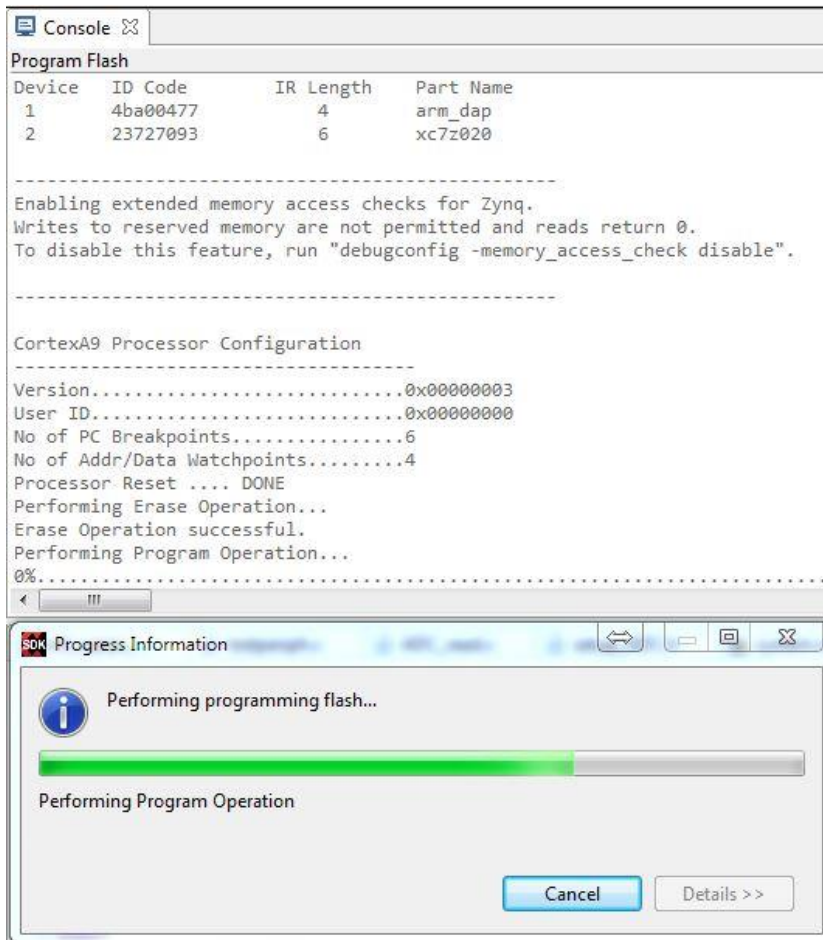 Console
Program Flash
Device ID Code IR Length Part Name
1 4ba00477 4 arm_dap
2 23727093 6 xc7z020
--------------------------------------------------
Enabling extended memory access checks for Zynq.
Writes to reserved memory are not permitted and reads return 0.
To disable this feature, run "debugconfig -memory_access_check disable".
--------------------------------------------------
CortexA9 Processor Configuration
-------------------------------------
Version.............................0x00000003
User ID.............................0x00000000
No of PC Breakpoints................6
No of Addr/Data Watchpoints.........4
Processor Reset .... DONE
Performing Erase Operation...
Erase Operation successful.
Performing Program Operation...
0%..........................................................................
SDK Progress Information
Performing programming flash...
Performing Program Operation
Cancel Details >>